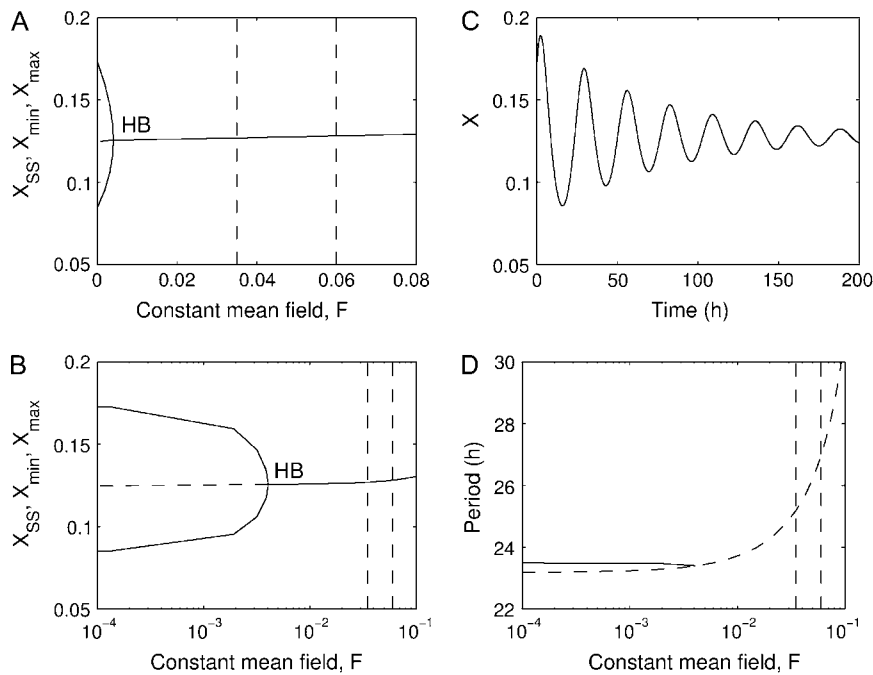 A
X_SS, X_min, X_max
0.2
0.15
0.1
0.05
HB
0 0.02 0.04 0.06 0.08
Constant mean field, F
C
X
0.2
0.15
0.1
0.05
0 50 100 150 200
Time (h)
B
X_SS, X_min, X_max
0.2
0.15
0.1
0.05
HB
10^-4 10^-3 10^-2 10^-1
Constant mean field, F
D
Period (h)
30
28
26
24
22
10^-4 10^-3 10^-2 10^-1
Constant mean field, F